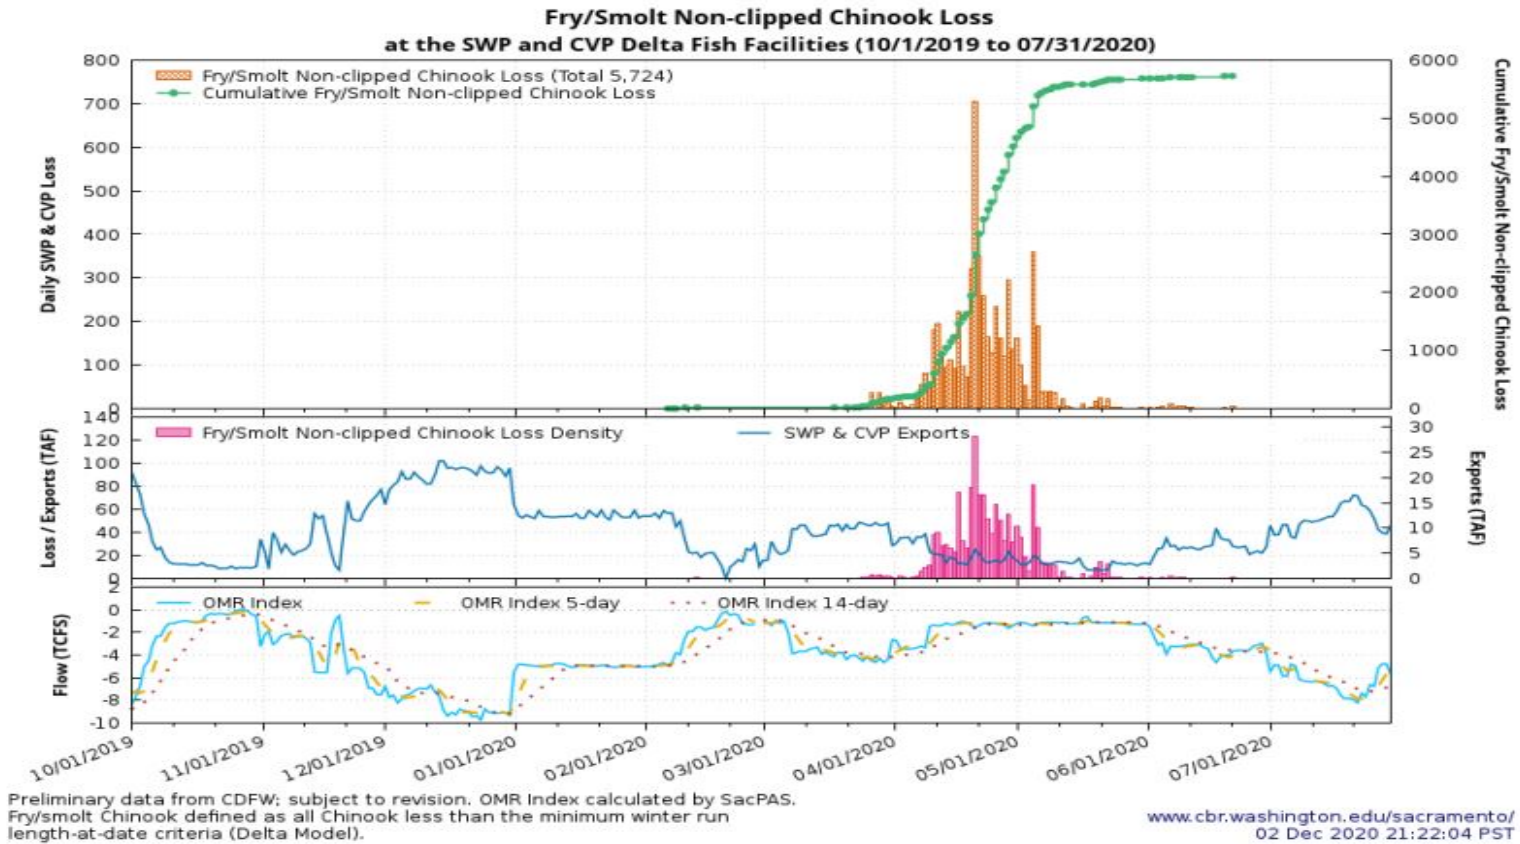 Fry/Smolt Non-clipped Chinook Loss
at the SWP and CVP Delta Fish Facilities (10/1/2019 to 07/31/2020)
Fry/Smolt Non-clipped Chinook Loss (Total 5,724)
Cumulative Fry/Smolt Non-clipped Chinook Loss
Daily SWP & CVP Loss
800
700
600
500
400
300
200
100
0
6000
5000
4000
3000
2000
1000
0
Cumulative Fry/Smolt Non-clipped Chinook Loss
Fry/Smolt Non-clipped Chinook Loss Density
SWP & CVP Exports
Loss / Exports (TAF)
140
120
100
80
60
40
20
0
30
25
20
15
10
5
0
Exports (TAF)
OMR Index
OMR Index 5-day
OMR Index 14-day
Flow (TCFS)
2
0
-2
-4
-6
-8
-10
10/01/2019
11/01/2019
12/01/2019
01/01/2020
02/01/2020
03/01/2020
04/01/2020
05/01/2020
06/01/2020
07/01/2020
Preliminary data from CDFW; subject to revision. OMR Index calculated by SacPAS.
Fry/smolt Chinook defined as all Chinook less than the minimum winter run
length-at-date criteria (Delta Model).
www.cbr.washington.edu/sacramento/
02 Dec 2020 21:22:04 PST